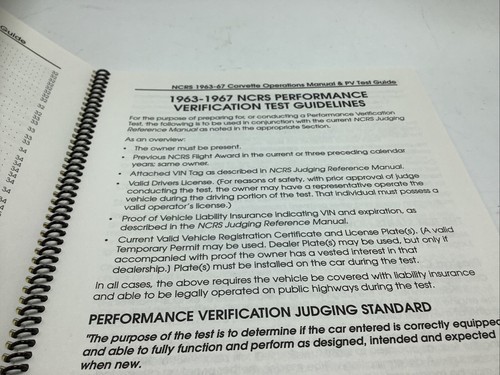 Guide
NCRS 1963-67 Corvette Operations Manual & PV Test Guide
1963-1967 NCRS PERFORMANCE
VERIFICATION TEST GUIDELINES
For the purpose of preparing for, or conducting a Performance Verification
Test, the following is to be used in conjunction with the current NCRS Judging
Reference Manual as noted in the appropriate Section.
As an overview:
• The owner must be present.
• Previous NCRS Flight Award in the current or three preceding calendar
years; same owner.
• Attached VIN Tag as described in NCRS Judging Reference Manual.
• Valid Drivers License. (For reasons of safety, with prior approval of judge
conducting the test, the owner may have a representative operate the
vehicle during the driving portion of the test. That individual must possess a
valid operator's license.)
• Proof of Vehicle Liability Insurance indicating VIN and expiration, as
described in the NCRS Judging Reference Manual.
• Current Valid Vehicle Registration Certificate and License Plate(s). (A valid
Temporary Permit may be used. Dealer Plate(s) may be used, but only if
accompanied with proof the owner has a vested interest in that
dealership.) Plate(s) must be installed on the car during the test.
In all cases, the above requires the vehicle be covered with liability insurance
and able to be legally operated on public highways during the test.
PERFORMANCE VERIFICATION JUDGING STANDARD
"The purpose of the test is to determine if the car entered is correctly equipped
and able to fully function and perform as designed, intended and expected
when new.